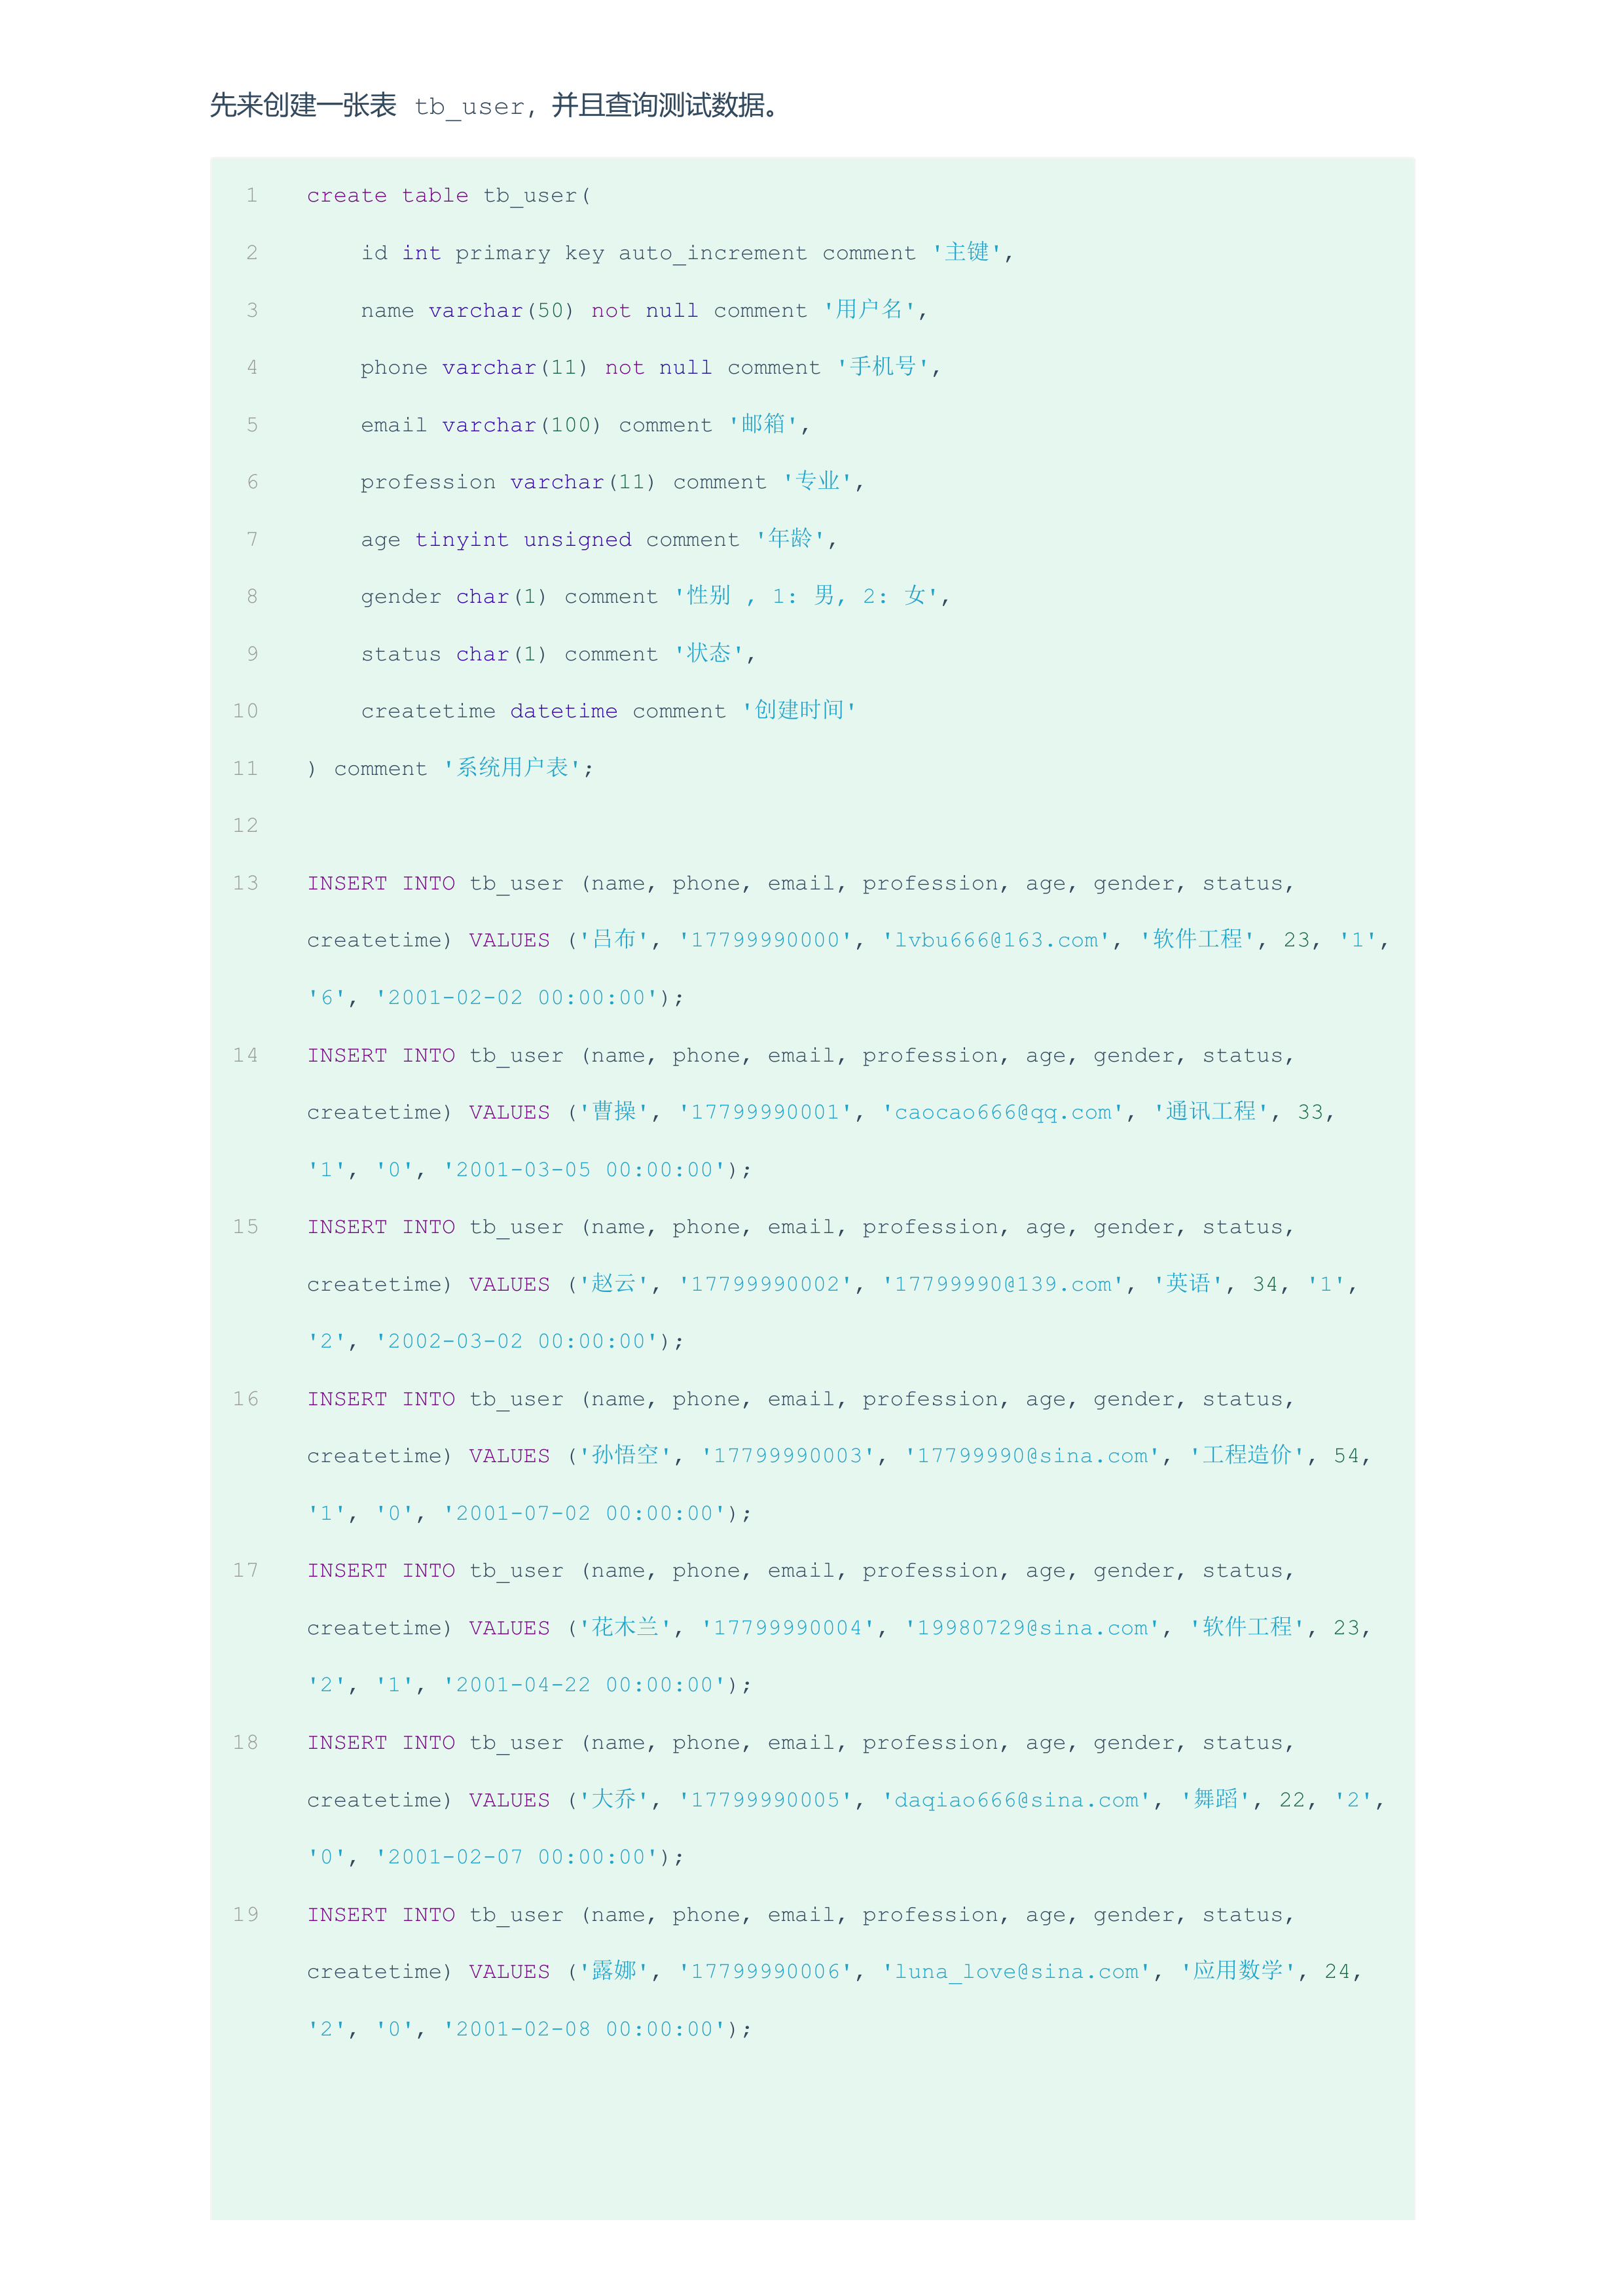 先来创建一张表 tb_user, 并且查询测试数据。
1 create table tb_user(
2 id int primary key auto_increment comment '主键',
3 name varchar(50) not null comment '用户名',
4 phone varchar(11) not null comment '手机号',
5 email varchar(100) comment '邮箱',
6 profession varchar(11) comment '专业',
7 age tinyint unsigned comment '年龄',
8 gender char(1) comment '性别 , 1: 男, 2: 女',
9 status char(1) comment '状态',
10 createtime datetime comment '创建时间'
11 ) comment '系统用户表';
12
13 INSERT INTO tb_user (name, phone, email, profession, age, gender, status,
createtime) VALUES ('吕布', '17799990000', 'lvbu666@163.com', '软件工程', 23, '1',
'6', '2001-02-02 00:00:00');
14 INSERT INTO tb_user (name, phone, email, profession, age, gender, status,
createtime) VALUES ('曹操', '17799990001', 'caocao666@qq.com', '通讯工程', 33,
'1', '0', '2001-03-05 00:00:00');
15 INSERT INTO tb_user (name, phone, email, profession, age, gender, status,
createtime) VALUES ('赵云', '17799990002', '17799990@139.com', '英语', 34, '1',
'2', '2002-03-02 00:00:00');
16 INSERT INTO tb_user (name, phone, email, profession, age, gender, status,
createtime) VALUES ('孙悟空', '17799990003', '17799990@sina.com', '工程造价', 54,
'1', '0', '2001-07-02 00:00:00');
17 INSERT INTO tb_user (name, phone, email, profession, age, gender, status,
createtime) VALUES ('花木兰', '17799990004', '19980729@sina.com', '软件工程', 23,
'2', '1', '2001-04-22 00:00:00');
18 INSERT INTO tb_user (name, phone, email, profession, age, gender, status,
createtime) VALUES ('大乔', '17799990005', 'daqiao666@sina.com', '舞蹈', 22, '2',
'0', '2001-02-07 00:00:00');
19 INSERT INTO tb_user (name, phone, email, profession, age, gender, status,
createtime) VALUES ('露娜', '17799990006', 'luna_love@sina.com', '应用数学', 24,
'2', '0', '2001-02-08 00:00:00');